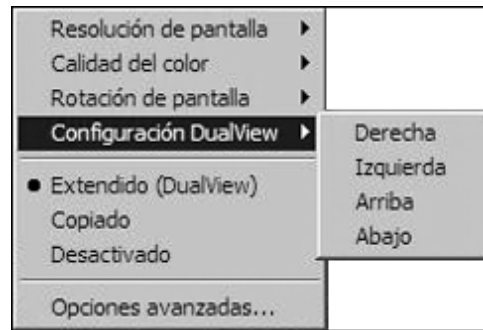 Resolución de pantalla
Calidad del color
Rotación de pantalla
Configuración DualView
Derecha
Izquierda
Arriba
Abajo
Extendido (DualView)
Copiado
Desactivado
Opciones avanzadas...